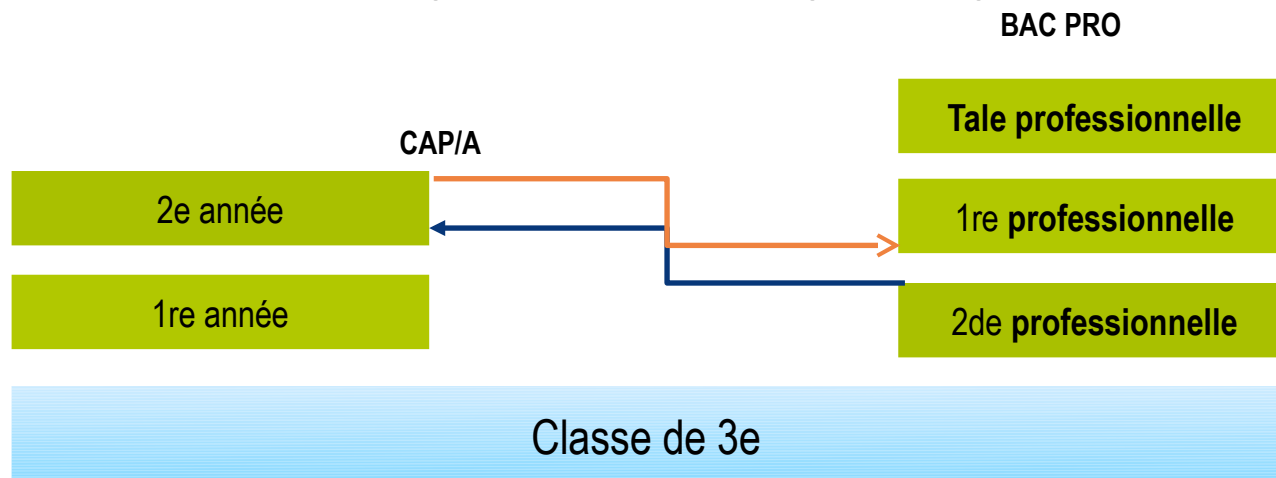 BAC PRO
Tale professionnelle
CAP/A
2e année
1re professionnelle
1re année
2de professionnelle
Classe de 3e